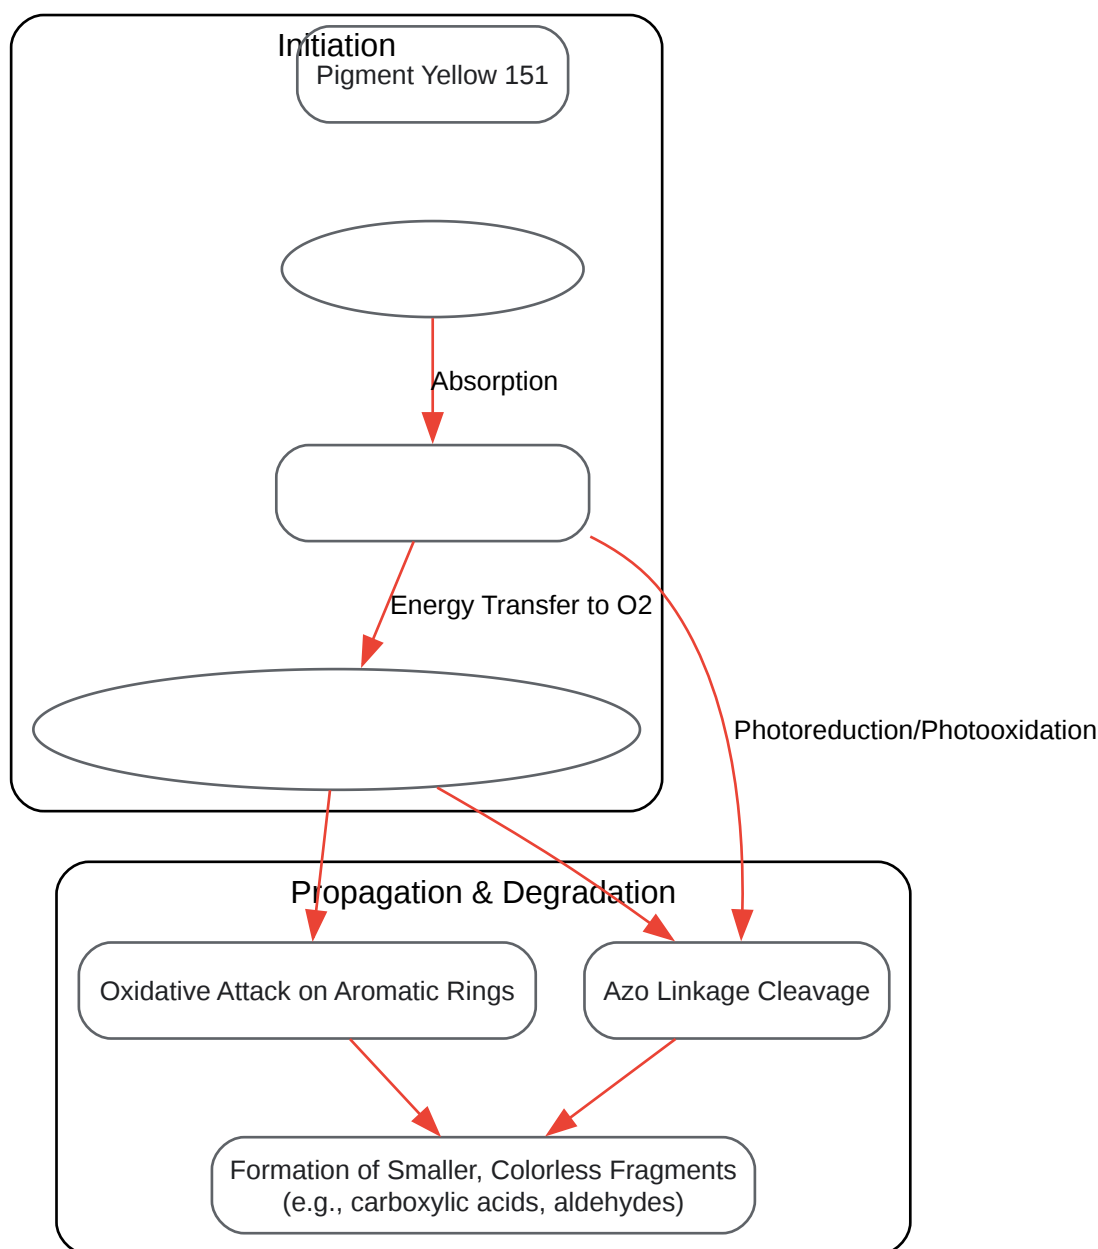 Initiation
Pigment Yellow 151
Absorption
Energy Transfer to O2
Photoreduction/Photooxidation
Propagation & Degradation
Oxidative Attack on Aromatic Rings
Azo Linkage Cleavage
Formation of Smaller, Colorless Fragments
(e.g., carboxylic acids, aldehydes)